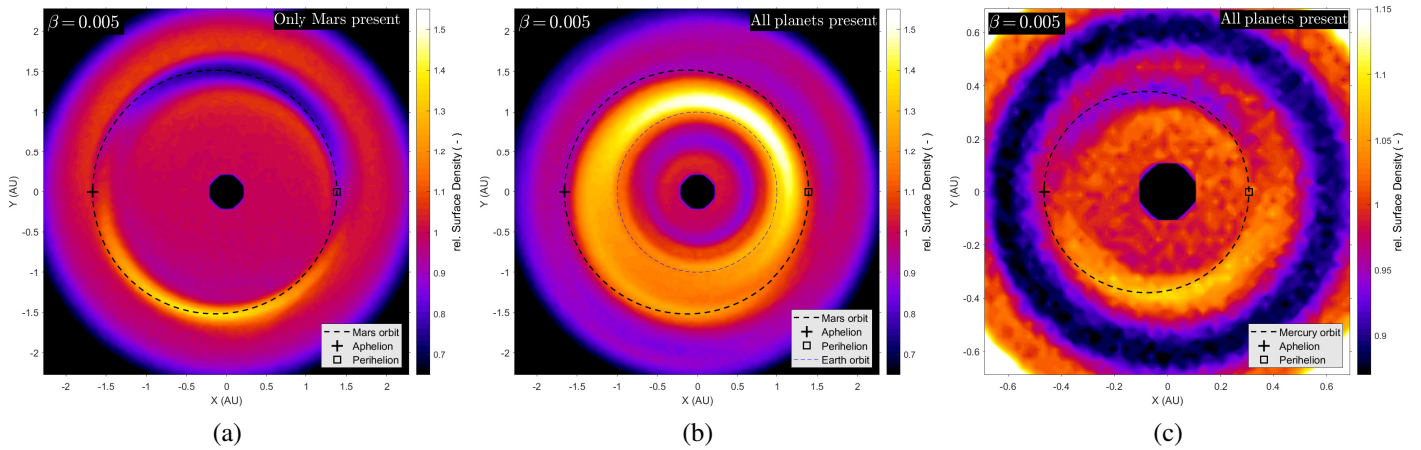 β = 0.005
Only Mars present
2
1.5
1
0.5
0
-0.5
-1
-1.5
-2
Y (AU)
-2
-1.5
-1
-0.5
0
0.5
1
1.5
2
X (AU)
Mars orbit
Aphelion
Perihelion
1.5
1.4
1.3
1.2
1.1
1
0.9
0.8
0.7
rel. Surface Density ( - )
(a)
β = 0.005
All planets present
2
1.5
1
0.5
0
-0.5
-1
-1.5
-2
Y (AU)
-2
-1.5
-1
-0.5
0
0.5
1
1.5
2
X (AU)
Mars orbit
Aphelion
Perihelion
Earth orbit
1.5
1.4
1.3
1.2
1.1
1
0.9
0.8
0.7
rel. Surface Density ( - )
(b)
β = 0.005
All planets present
0.6
0.4
0.2
0
-0.2
-0.4
-0.6
Y (AU)
-0.6
-0.4
-0.2
0
0.2
0.4
0.6
X (AU)
Mercury orbit
Aphelion
Perihelion
1.15
1.1
1.05
1
0.95
0.9
rel. Surface Density ( - )
(c)